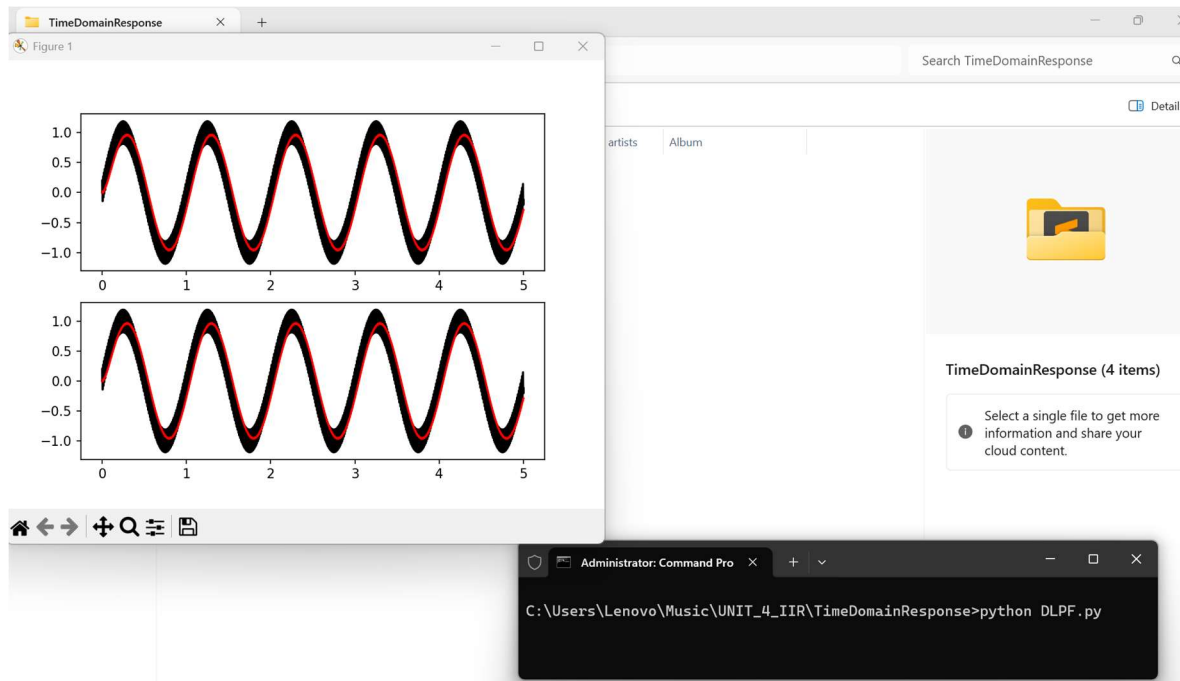 TimeDomainResponse
Figure 1
Search TimeDomainResponse
Detail
artists Album
1.0
0.5
0.0
−0.5
−1.0
0 1 2 3 4 5
1.0
0.5
0.0
−0.5
−1.0
0 1 2 3 4 5
TimeDomainResponse (4 items)
Select a single file to get more
information and share your
cloud content.
Administrator: Command Pro
C:\Users\Lenovo\Music\UNIT_4_IIR\TimeDomainResponse>python DLPF.py